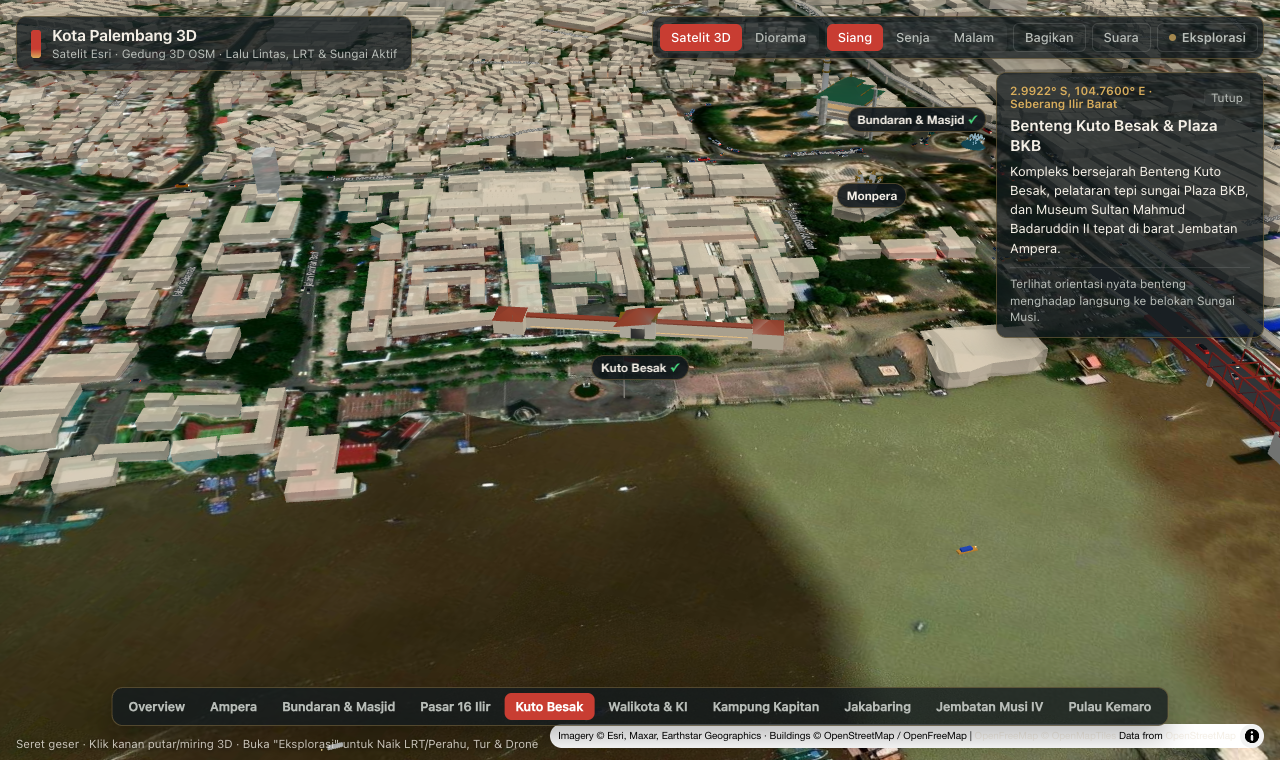 Kota Palembang 3D
Satelit Esri · Gedung 3D OSM · Lalu Lintas, LRT & Sungai Aktif
Satelit 3D
Diorama
Siang
Senja
Malam
Bagikan
Suara
Eksplorasi
2.9922° S, 104.7600° E ·
Seberang Ilir Barat
Tutup
Benteng Kuto Besak & Plaza
BKB
Kompleks bersejarah Benteng Kuto
Besak, pelataran tepi sungai Plaza BKB,
dan Museum Sultan Mahmud
Badaruddin II tepat di barat Jembatan
Ampera.
Terlihat orientasi nyata benteng
menghadap langsung ke belokan Sungai
Musi.
Bundaran & Masjid ✓
Monpera
Kuto Besak ✓
Overview
Ampera
Bundaran & Masjid
Pasar 16 Ilir
Kuto Besak
Walikota & KI
Kampung Kapitan
Jakabaring
Jembatan Musi IV
Pulau Kemaro
Seret geser · Klik kanan putar/miring 3D · Buka "Eksplorasi" untuk Naik LRT/Perahu, Tur & Drone
Imagery © Esri, Maxar, Earthstar Geographics · Buildings © OpenStreetMap / OpenFreeMap | OpenFreeMap © OpenMapTiles Data from OpenStreetMap